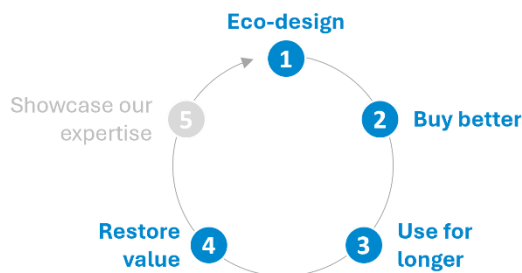 Eco-design
1
2
Buy better
3
Use for
longer
4
Restore
value
5
Showcase our
expertise